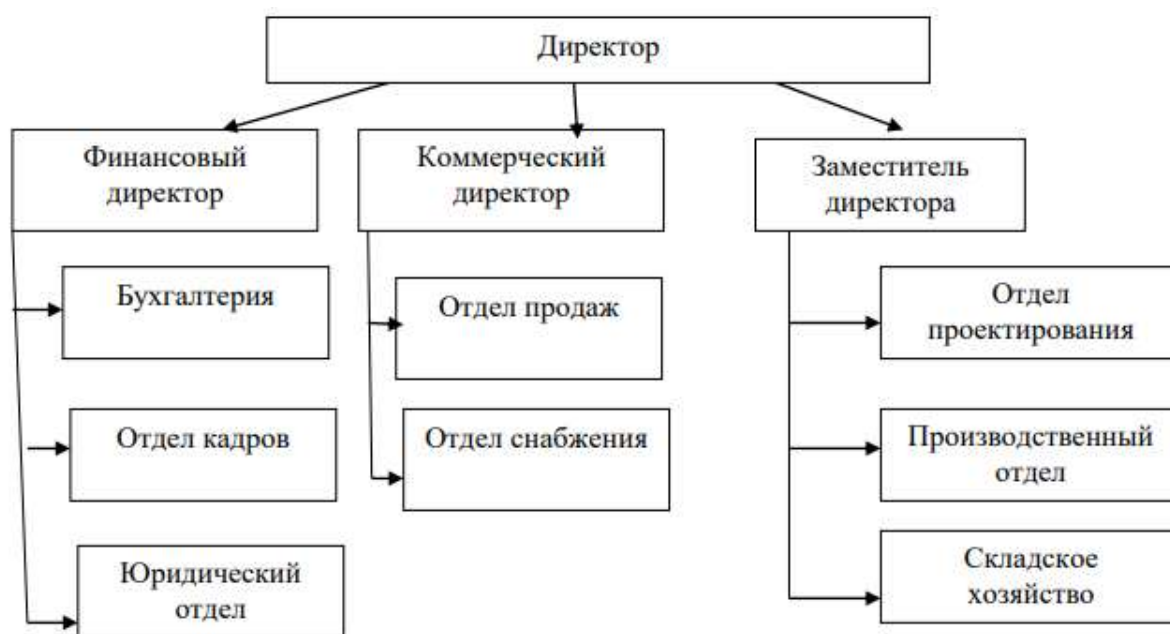 Директор
Финансовый
директор
Коммерческий
директор
Заместитель
директора
Бухгалтерия
Отдел продаж
Отдел
проектирования
Отдел кадров
Отдел снабжения
Производственный
отдел
Юридический
отдел
Складское
хозяйство